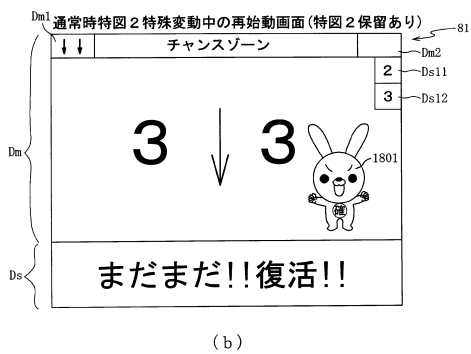 通常時特図2特殊変動中の再始動画面(特図2保留あり)
Dm1
↓ ↓
チャンスゾーン
81
Dm2
2
Ds11
3
Ds12
Dm
3 ↓ 3
1801
確
Ds
まだまだ!!復活!!
(b)